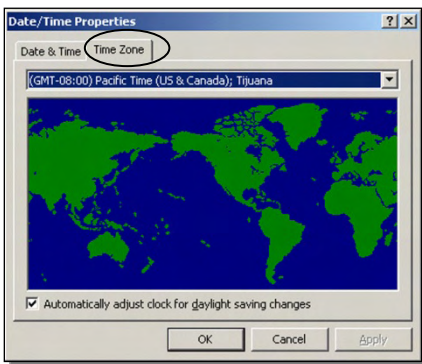 Date/Time Properties
Date & Time Time Zone
(GMT-08:00) Pacific Time (US & Canada); Tijuana
Automatically adjust clock for daylight saving changes
OK Cancel Apply